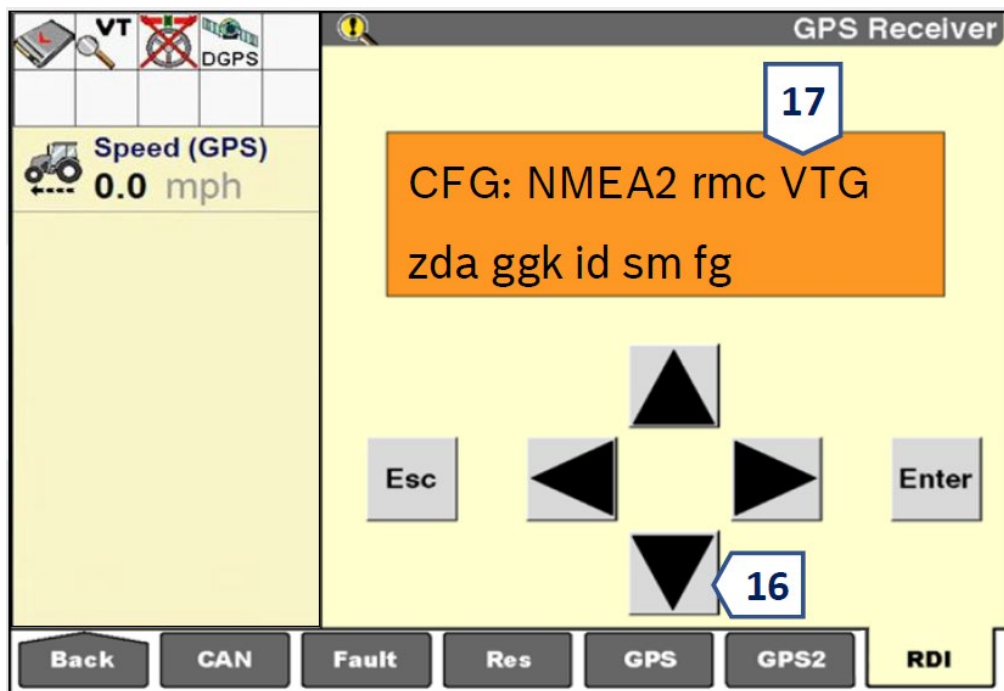 VT
DGPS
GPS Receiver
Speed (GPS)
0.0 mph
17
CFG: NMEA2 rmc VTG
zda ggk id sm fg
Esc
Enter
16
Back CAN Fault Res GPS GPS2 RDI